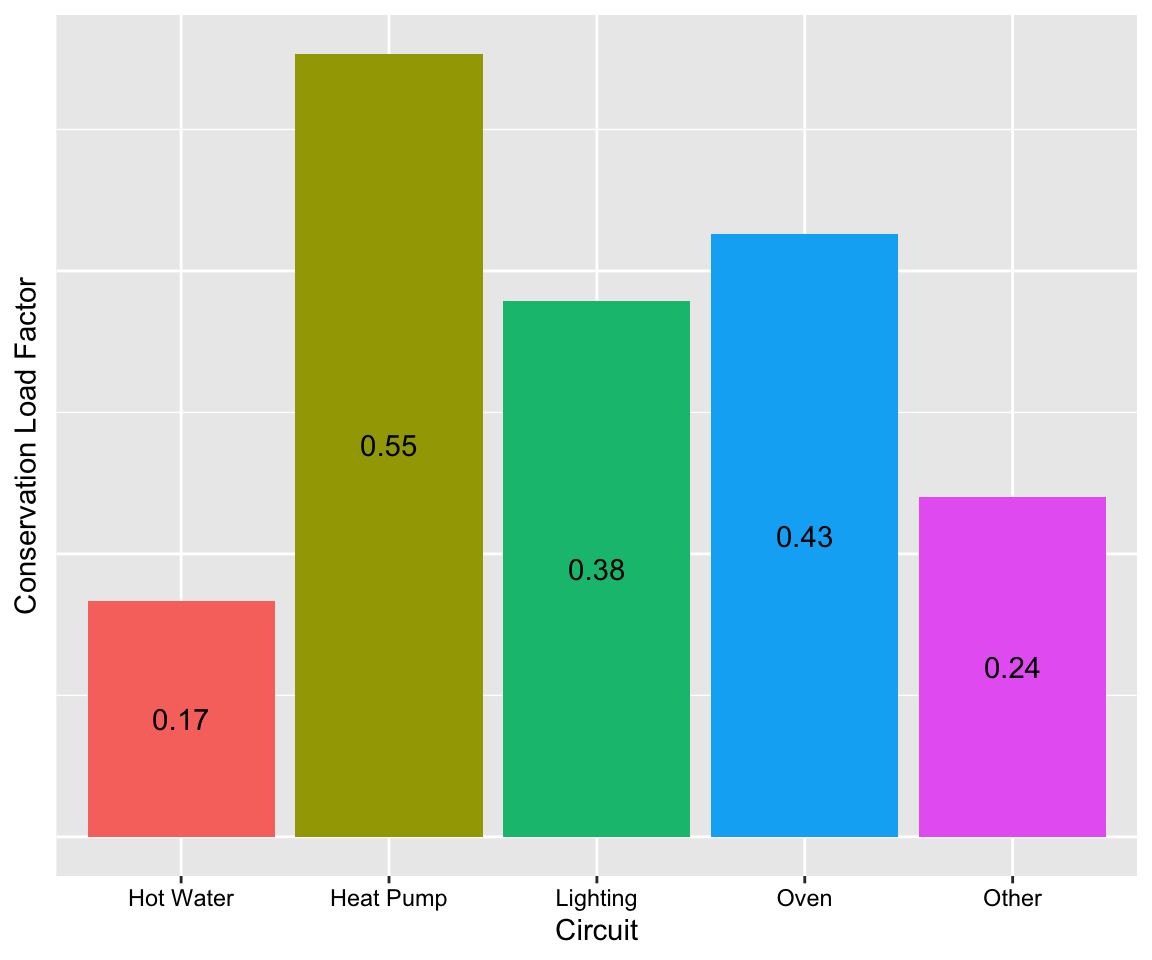 Conservation Load Factor
0.17
0.55
0.38
0.43
0.24
Hot Water
Heat Pump
Lighting
Oven
Other
Circuit